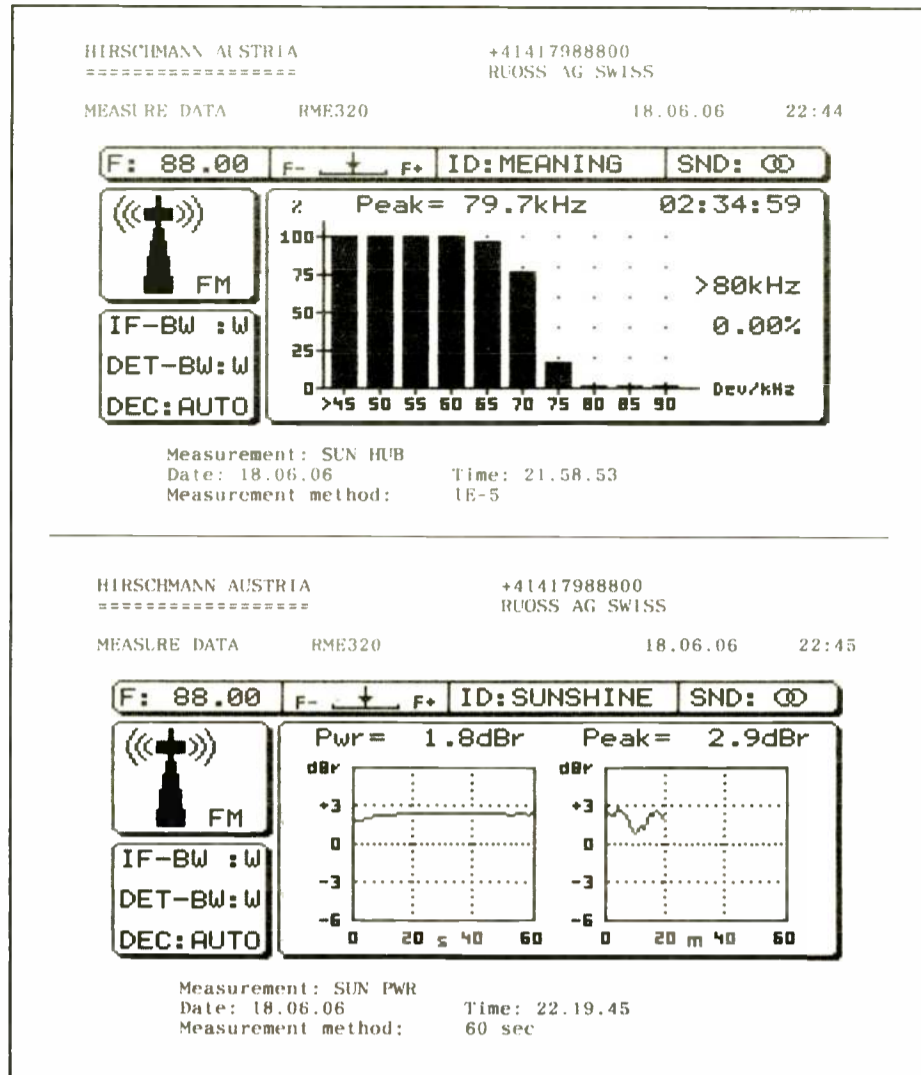 HIRSCHMANN AUSTRIA +41417988800
=================== RUOSS AG SWISS
MEASURE DATA RME320 18.06.06 22:44
F: 88.00 F- F+ ID:MEANING SND:
% Peak= 79.7kHz 02:34:59
FM
100
75
50
25
0
>80kHz
0.00%
>45 50 55 60 65 70 75 80 85 90 Dev/kHz
IF-BW :W
DET-BW:W
DEC:AUTO
Measurement: SUN HUB
Date: 18.06.06 Time: 21.58.53
Measurement method: 1E-5
HIRSCHMANN AUSTRIA +41417988800
=================== RUOSS AG SWISS
MEASURE DATA RME320 18.06.06 22:45
F: 88.00 F- F+ ID:SUNSHINE SND:
FM
Pwr= 1.8dBr Peak= 2.9dBr
dBr dBr
+3 +3
0 0
-3 -3
-6 -6
0 20 s 40 60 0 20 m 40 60
IF-BW :W
DET-BW:W
DEC:AUTO
Measurement: SUN PWR
Date: 18.06.06 Time: 22.19.45
Measurement method: 60 sec